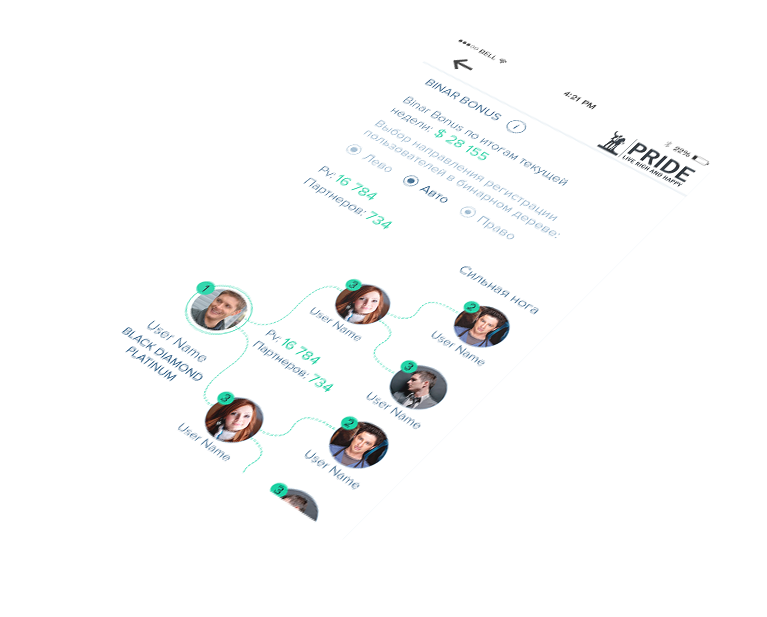 BELL
4:21 PM
22%
PRIDE
LIVE RICH AND HAPPY
BINAR BONUS i
Binar Bonus по итогам текущей
недели: $ 28 155
Выбор направления регистрации
пользователей в бинарном дереве:
Лево Авто Право
Pv: 16 784
Партнеров: 734
Сильная нога
1
User Name
BLACK DIAMOND
PLATINUM
3
User Name
2
User Name
Pv: 16 784
Партнеров: 734
3
User Name
3
User Name
2
User Name
3